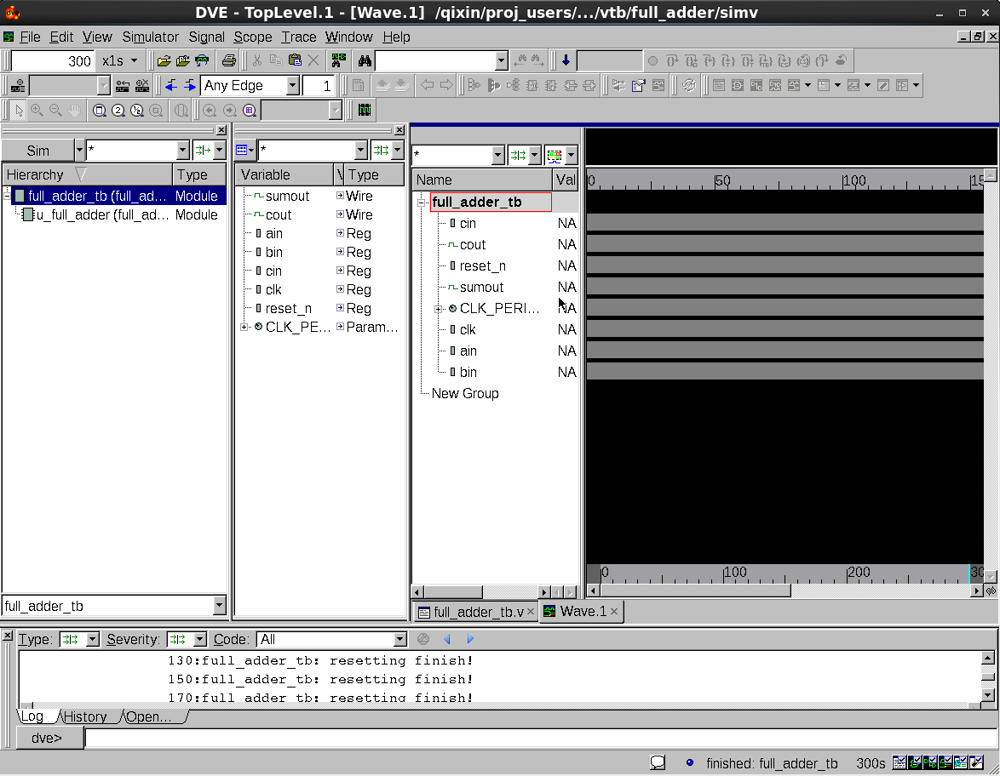 DVE - TopLevel.1 - [Wave.1] /qixin/proj_users/.../vtb/full_adder/simv
File Edit View Simulator Signal Scope Trace Window Help
300 x1s
Any Edge 1
Sim * * *
Hierarchy Type
full_adder_tb (full_ad... Module
u_full_adder (full_ad... Module
full_adder_tb
Variable V Type
sumout Wire
cout Wire
ain Reg
bin Reg
cin Reg
clk Reg
reset_n Reg
CLK_PE... Param...
Name Val
full_adder_tb
cin NA
cout NA
reset_n NA
sumout NA
CLK_PERI... NA
clk NA
ain NA
bin NA
New Group
0 50 100 15
0 100 200 30
full_adder_tb.v Wave.1
Type: Severity: Code: All
130:full_adder_tb: resetting finish!
150:full_adder_tb: resetting finish!
170:full_adder_tb: resetting finish!
Log History Open...
dve>
finished: full_adder_tb 300s